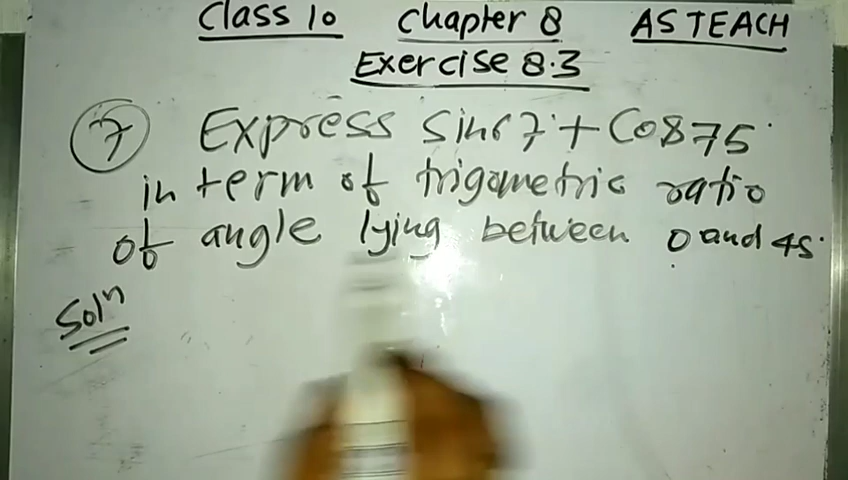 Class 10 Chapter 8 AS TEACH
Exercise 8.3
7 Express sin67° + Cos75°
in term of trigometric ratio
of angle lying between 0 and 45°
Solⁿ